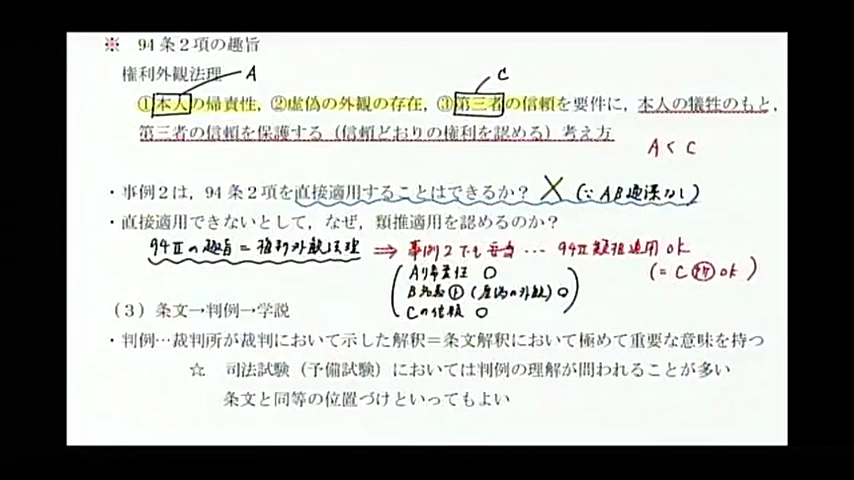 ※ 94条2項の趣旨
権利外観法理 A C
①本人の帰責性，②虚偽の外観の存在，③第三者の信頼を要件に，本人の犠牲のもと，
第三者の信頼を保護する（信頼どおりの権利を認める）考え方
A < C
・事例2は，94条2項を直接適用することはできるか？ × (∵ AB通謀なし)
・直接適用できないとして，なぜ，類推適用を認めるのか？
94Ⅱの趣旨＝権利外観法理 ⇒ 事例2でも妥当 … 94Ⅱ類推適用OK
(Aの帰責性 ○ (= C OK)
B名義 (虚偽の外観) ○
Cの信頼 ○)
（3）条文→判例→学説
・判例…裁判所が裁判において示した解釈＝条文解釈において極めて重要な意味を持つ
☆ 司法試験（予備試験）においては判例の理解が問われることが多い
条文と同等の位置づけといってもよい